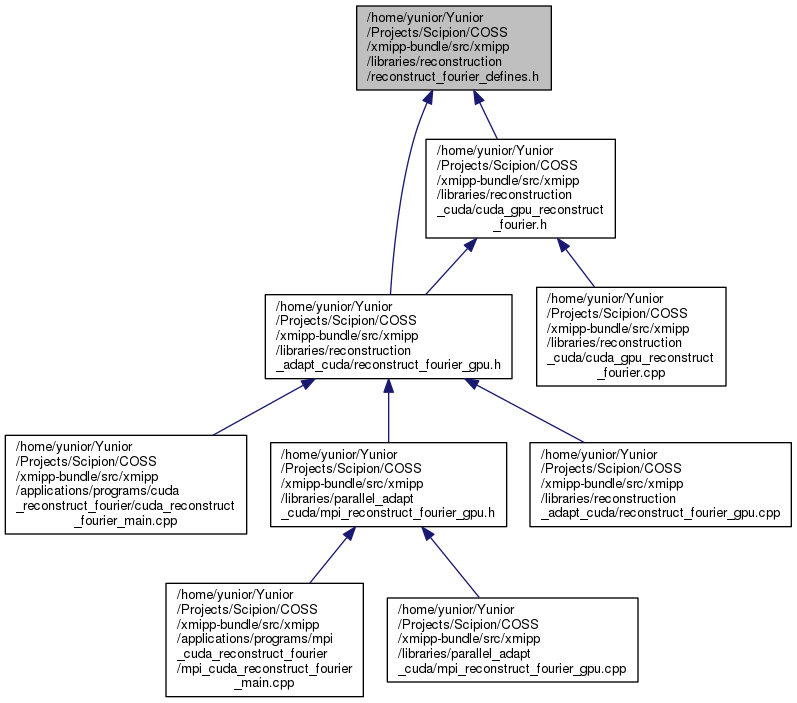 /home/yunior/Yunior
/Projects/Scipion/COSS
/xmipp-bundle/src/xmipp
/libraries/reconstruction
/reconstruct_fourier_defines.h
/home/yunior/Yunior
/Projects/Scipion/COSS
/xmipp-bundle/src/xmipp
/libraries/reconstruction
_cuda/cuda_gpu_reconstruct
_fourier.h
/home/yunior/Yunior
/Projects/Scipion/COSS
/xmipp-bundle/src/xmipp
/libraries/reconstruction
_adapt_cuda/reconstruct_fourier_gpu.h
/home/yunior/Yunior
/Projects/Scipion/COSS
/xmipp-bundle/src/xmipp
/libraries/reconstruction
_cuda/cuda_gpu_reconstruct
_fourier.cpp
/home/yunior/Yunior
/Projects/Scipion/COSS
/xmipp-bundle/src/xmipp
/applications/programs/cuda
_reconstruct_fourier/cuda_reconstruct
_fourier_main.cpp
/home/yunior/Yunior
/Projects/Scipion/COSS
/xmipp-bundle/src/xmipp
/libraries/parallel_adapt
_cuda/mpi_reconstruct_fourier_gpu.h
/home/yunior/Yunior
/Projects/Scipion/COSS
/xmipp-bundle/src/xmipp
/libraries/reconstruction
_adapt_cuda/reconstruct_fourier_gpu.cpp
/home/yunior/Yunior
/Projects/Scipion/COSS
/xmipp-bundle/src/xmipp
/applications/programs/mpi
_cuda_reconstruct_fourier
/mpi_cuda_reconstruct_fourier
_main.cpp
/home/yunior/Yunior
/Projects/Scipion/COSS
/xmipp-bundle/src/xmipp
/libraries/parallel_adapt
_cuda/mpi_reconstruct_fourier_gpu.cpp